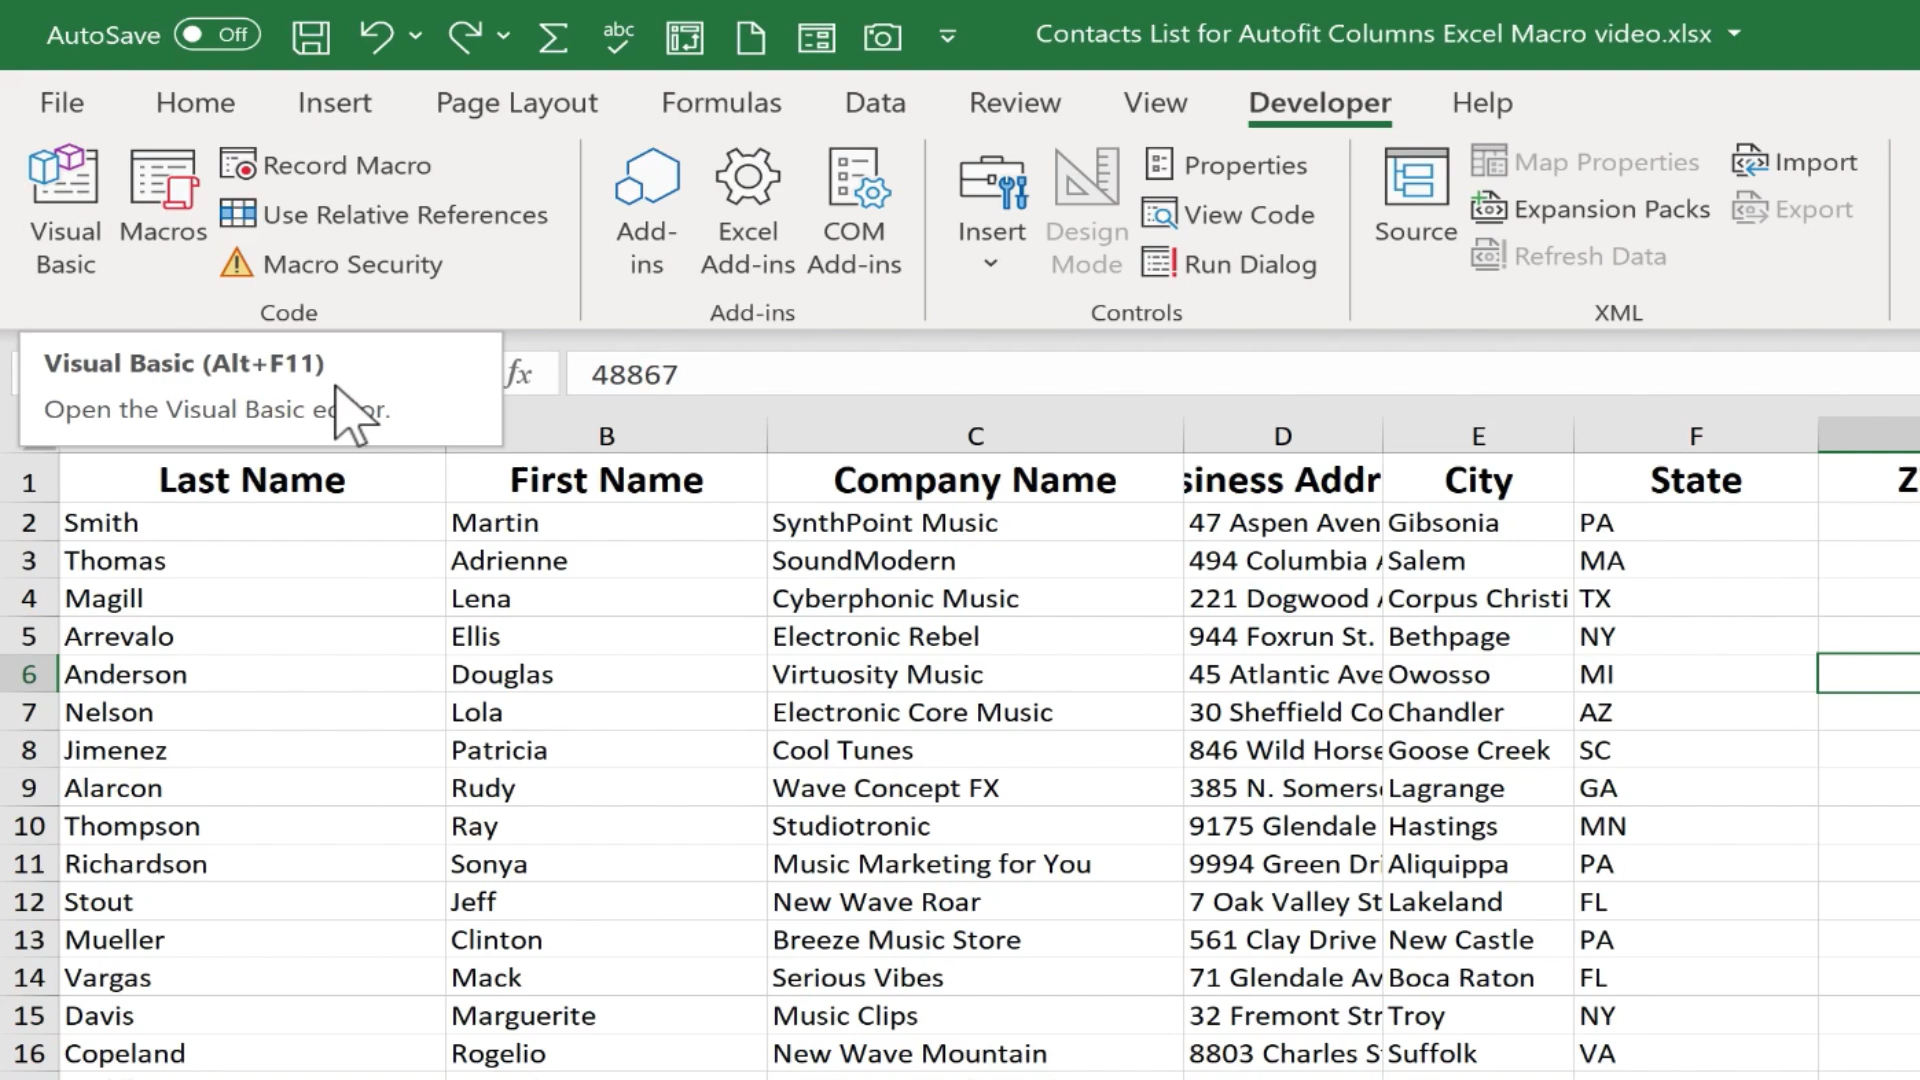 AutoSave Off abc Contacts List for Autofit Columns Excel Macro video.xlsx
File Home Insert Page Layout Formulas Data Review View Developer Help
Visual Basic
Macros
Record Macro
Use Relative References
Macro Security
Code
Add-ins
Excel Add-ins
COM Add-ins
Add-ins
Insert
Design Mode
Properties
View Code
Run Dialog
Controls
Source
Map Properties
Expansion Packs
Refresh Data
Import
Export
XML
Visual Basic (Alt+F11)
Open the Visual Basic
fx 48867
B C D E F
1 Last Name First Name Company Name siness Addr City State Z
2 Smith Martin SynthPoint Music 47 Aspen Aven Gibsonia PA
3 Thomas Adrienne SoundModern 494 Columbia Salem MA
4 Magill Lena Cyberphonic Music 221 Dogwood Corpus Christi TX
5 Arrevalo Ellis Electronic Rebel 944 Foxrun St. Bethpage NY
6 Anderson Douglas Virtuosity Music 45 Atlantic Ave Owosso MI
7 Nelson Lola Electronic Core Music 30 Sheffield Co Chandler AZ
8 Jimenez Patricia Cool Tunes 846 Wild Horse Goose Creek SC
9 Alarcon Rudy Wave Concept FX 385 N. Somers Lagrange GA
10 Thompson Ray Studiotronic 9175 Glendale Hastings MN
11 Richardson Sonya Music Marketing for You 9994 Green Dri Aliquippa PA
12 Stout Jeff New Wave Roar 7 Oak Valley St Lakeland FL
13 Mueller Clinton Breeze Music Store 561 Clay Drive New Castle PA
14 Vargas Mack Serious Vibes 71 Glendale Av Boca Raton FL
15 Davis Marguerite Music Clips 32 Fremont Str Troy NY
16 Copeland Rogelio New Wave Mountain 8803 Charles S Suffolk VA